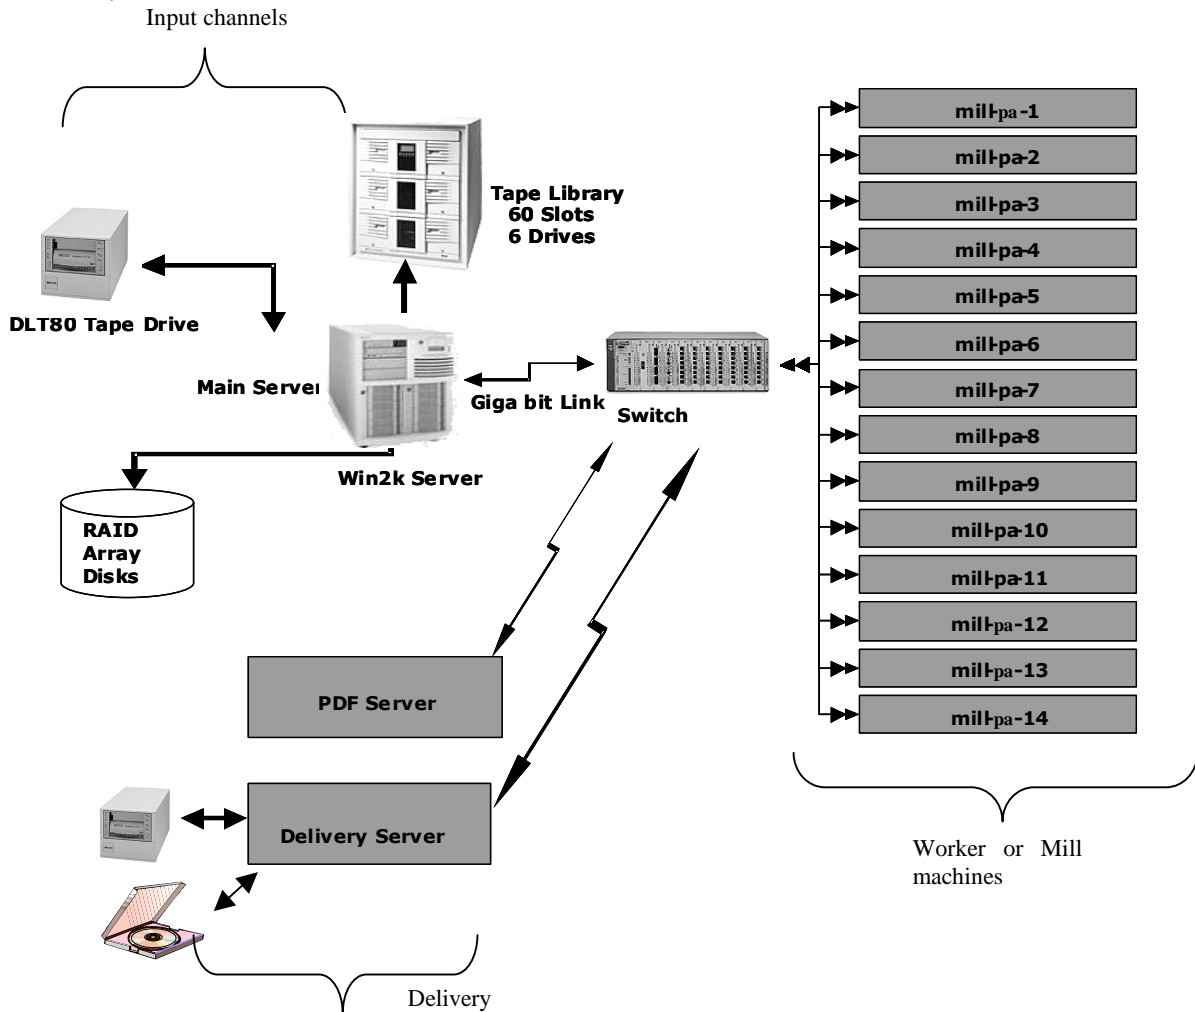 Input channels
Tape Library
60 Slots
6 Drives
DLT80 Tape Drive
Main Server
Giga bit Link
Switch
Win2k Server
RAID
Array
Disks
PDF Server
Delivery Server
Delivery
mill-pa-1
mill-pa-2
mill-pa-3
mill-pa-4
mill-pa-5
mill-pa-6
mill-pa-7
mill-pa-8
mill-pa-9
mill-pa-10
mill-pa-11
mill-pa-12
mill-pa-13
mill-pa-14
Worker or Mill
machines